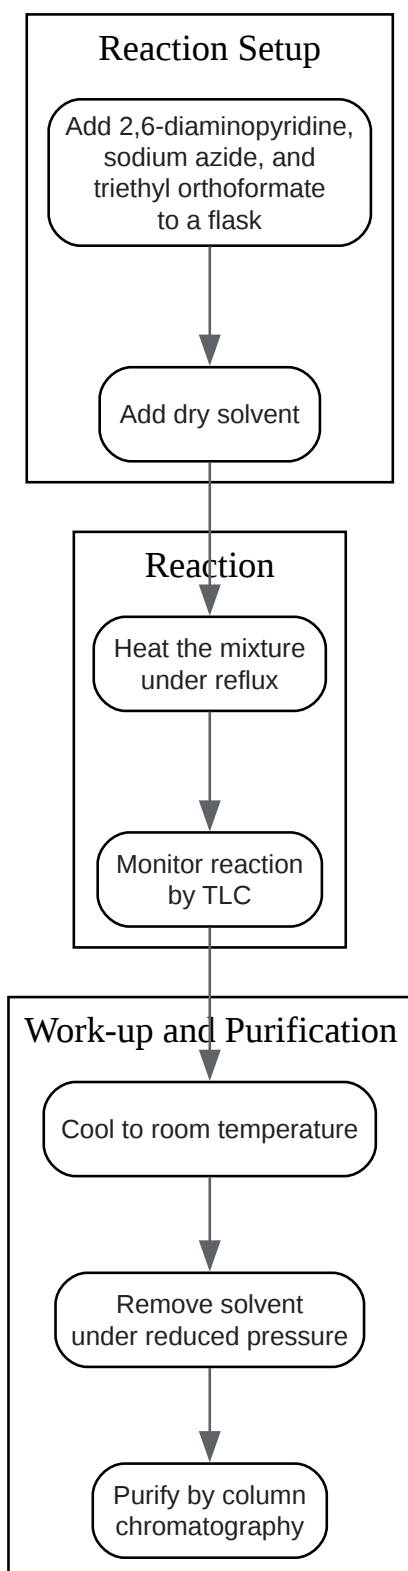 Reaction Setup
Add 2,6-diaminopyridine,
sodium azide, and
triethyl orthoformate
to a flask
Add dry solvent
Reaction
Heat the mixture
under reflux
Monitor reaction
by TLC
Work-up and Purification
Cool to room temperature
Remove solvent
under reduced pressure
Purify by column
chromatography